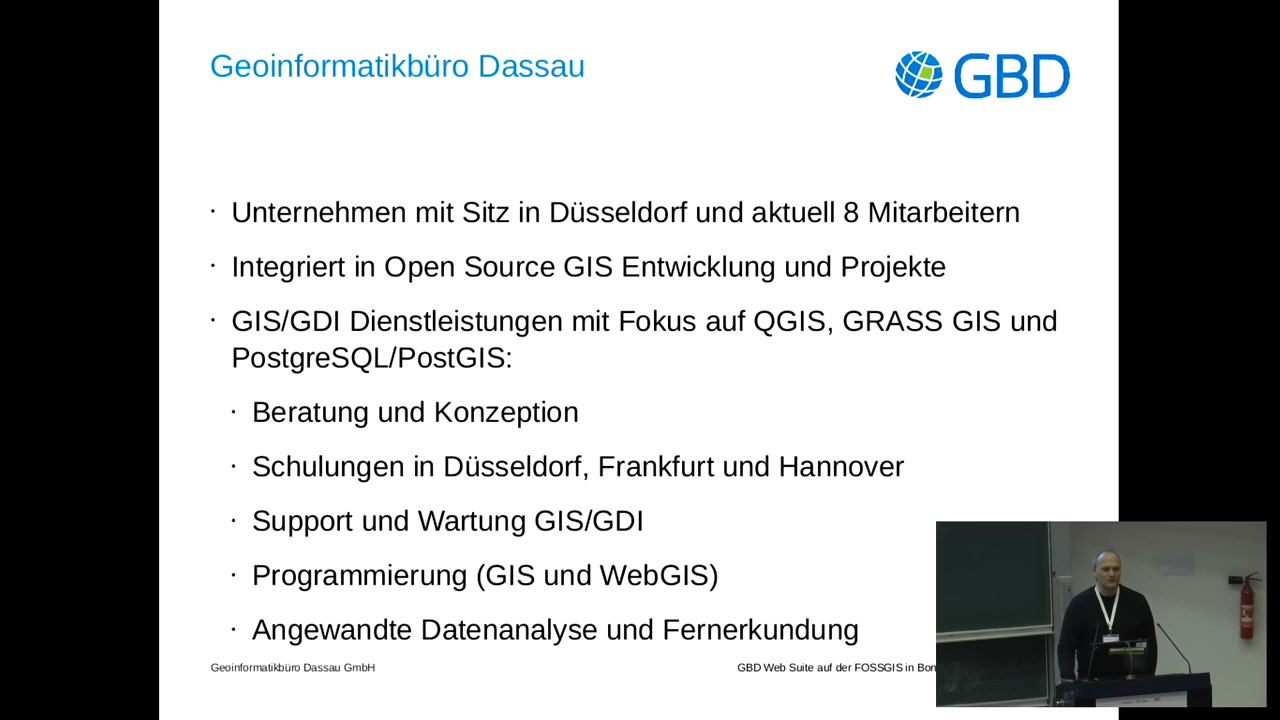 Geoinformatikbüro Dassau
GBD
· Unternehmen mit Sitz in Düsseldorf und aktuell 8 Mitarbeitern
· Integriert in Open Source GIS Entwicklung und Projekte
· GIS/GDI Dienstleistungen mit Fokus auf QGIS, GRASS GIS und
PostgreSQL/PostGIS:
· Beratung und Konzeption
· Schulungen in Düsseldorf, Frankfurt und Hannover
· Support und Wartung GIS/GDI
· Programmierung (GIS und WebGIS)
· Angewandte Datenanalyse und Fernerkundung
Geoinformatikbüro Dassau GmbH
GBD Web Suite auf der FOSSGIS in Bon